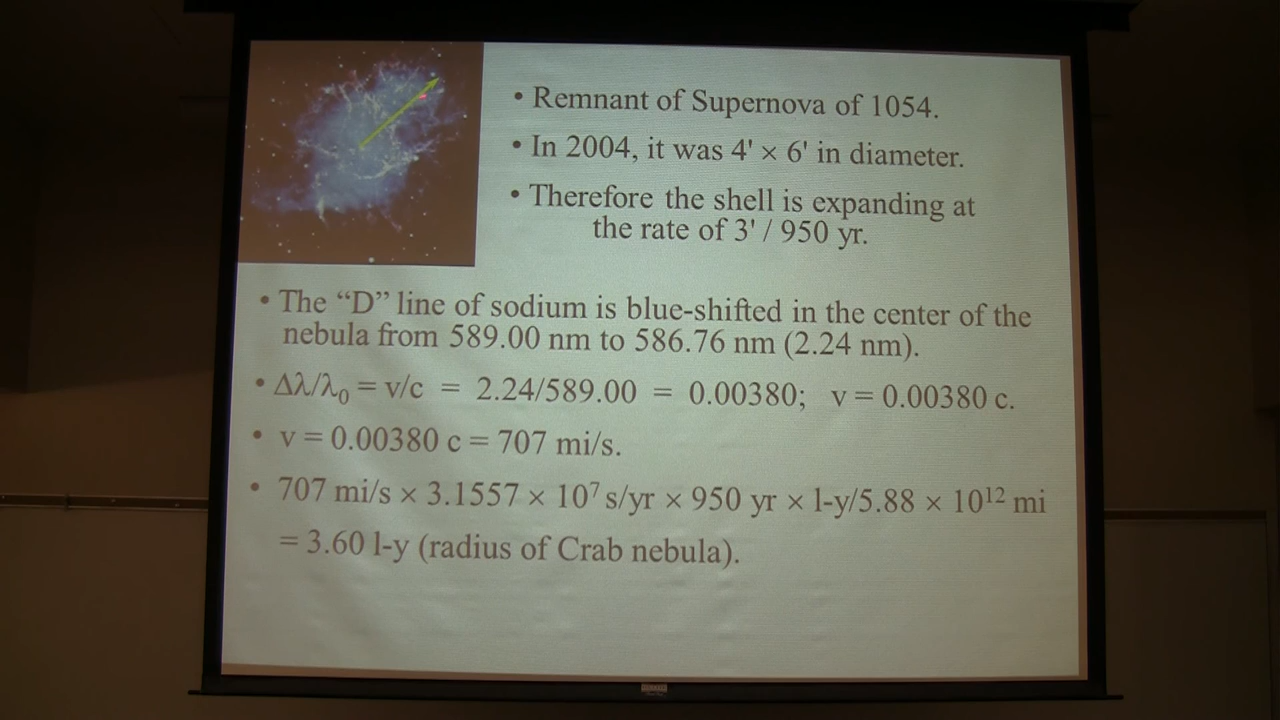 • Remnant of Supernova of 1054.
• In 2004, it was 4' × 6' in diameter.
• Therefore the shell is expanding at
the rate of 3' / 950 yr.
• The “D” line of sodium is blue-shifted in the center of the
nebula from 589.00 nm to 586.76 nm (2.24 nm).
• Δλ/λ₀ = v/c = 2.24/589.00 = 0.00380; v = 0.00380 c.
• v = 0.00380 c = 707 mi/s.
• 707 mi/s × 3.1557 × 10⁷ s/yr × 950 yr × l-y/5.88 × 10¹² mi
= 3.60 l-y (radius of Crab nebula).